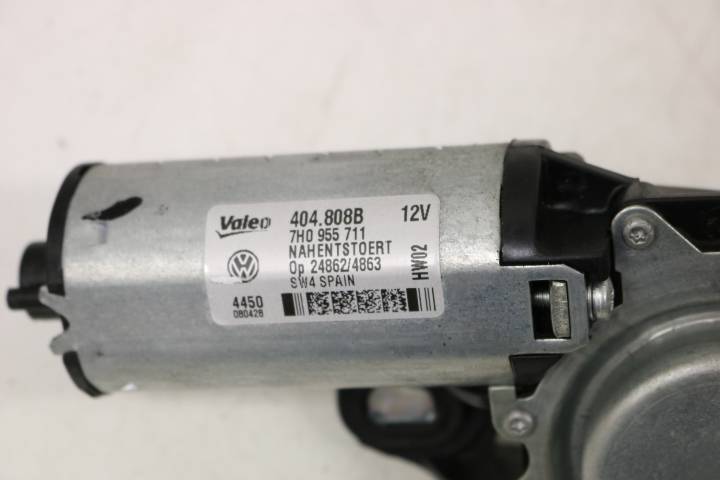 Valeo 404.808B 12V
7H0 955 711
NAHENTSTOERT
Op 24862/4863
SW4 SPAIN
HW02
4450
080428